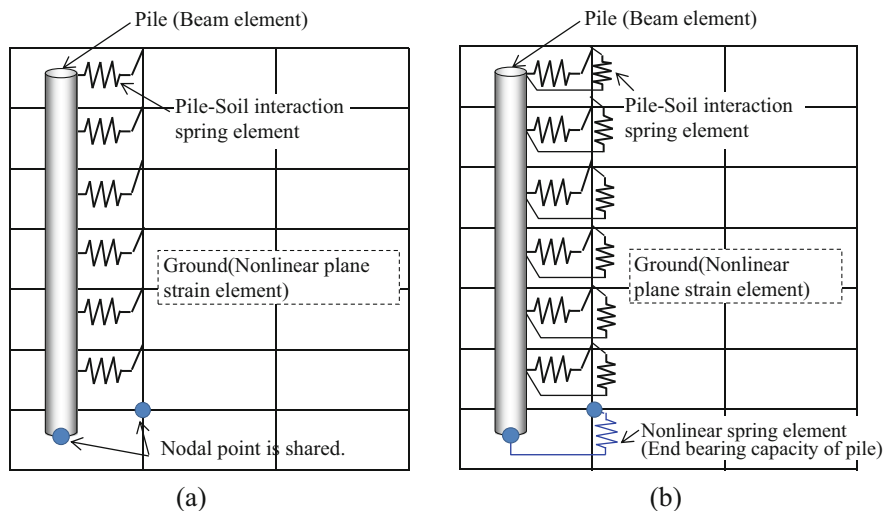 Pile (Beam element)
Pile-Soil interaction
spring element
Ground(Nonlinear plane
strain element)
Nodal point is shared.
(a)
Pile (Beam element)
Pile-Soil interaction
spring element
Ground(Nonlinear
plane strain element)
Nonlinear spring element
(End bearing capacity of pile)
(b)